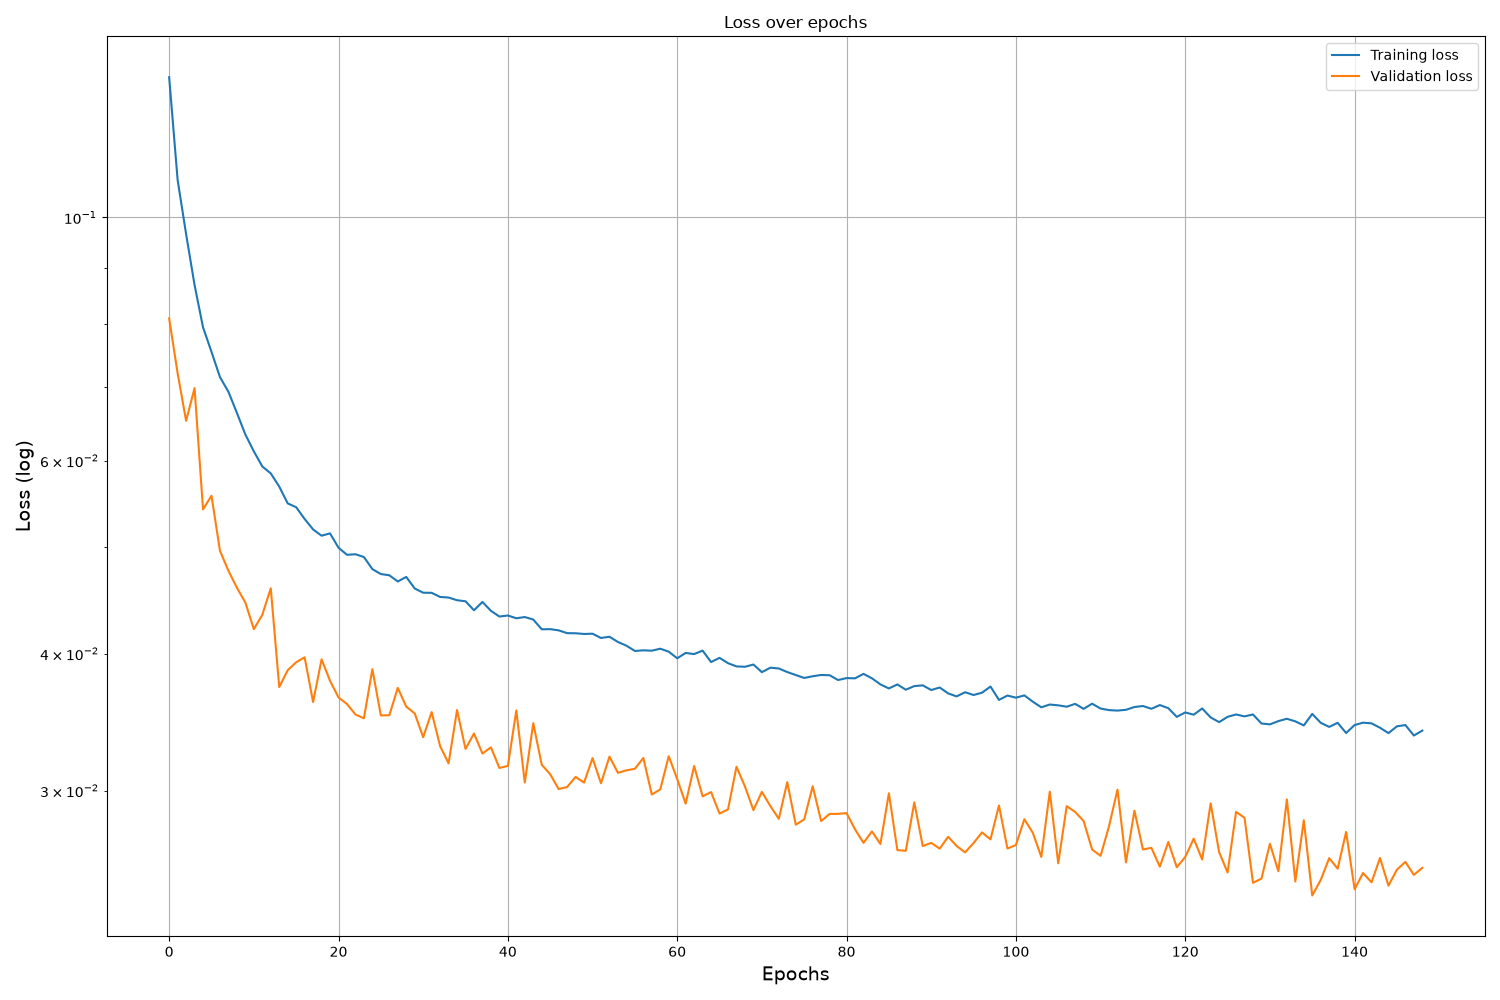 Loss over epochs
Training loss
Validation loss
10⁻¹
6 × 10⁻²
4 × 10⁻²
3 × 10⁻²
Loss (log)
0 20 40 60 80 100 120 140
Epochs